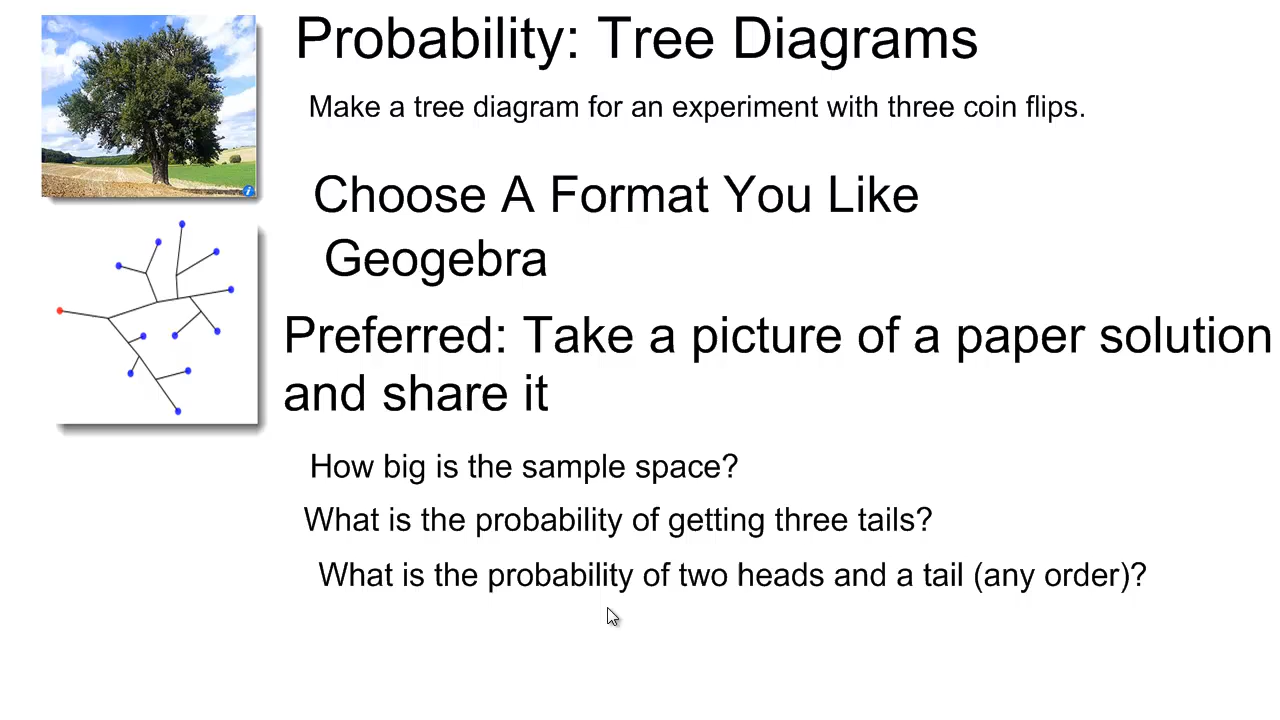 Probability: Tree Diagrams
Make a tree diagram for an experiment with three coin flips.
Choose A Format You Like
Geogebra
Preferred: Take a picture of a paper solution
and share it
How big is the sample space?
What is the probability of getting three tails?
What is the probability of two heads and a tail (any order)?